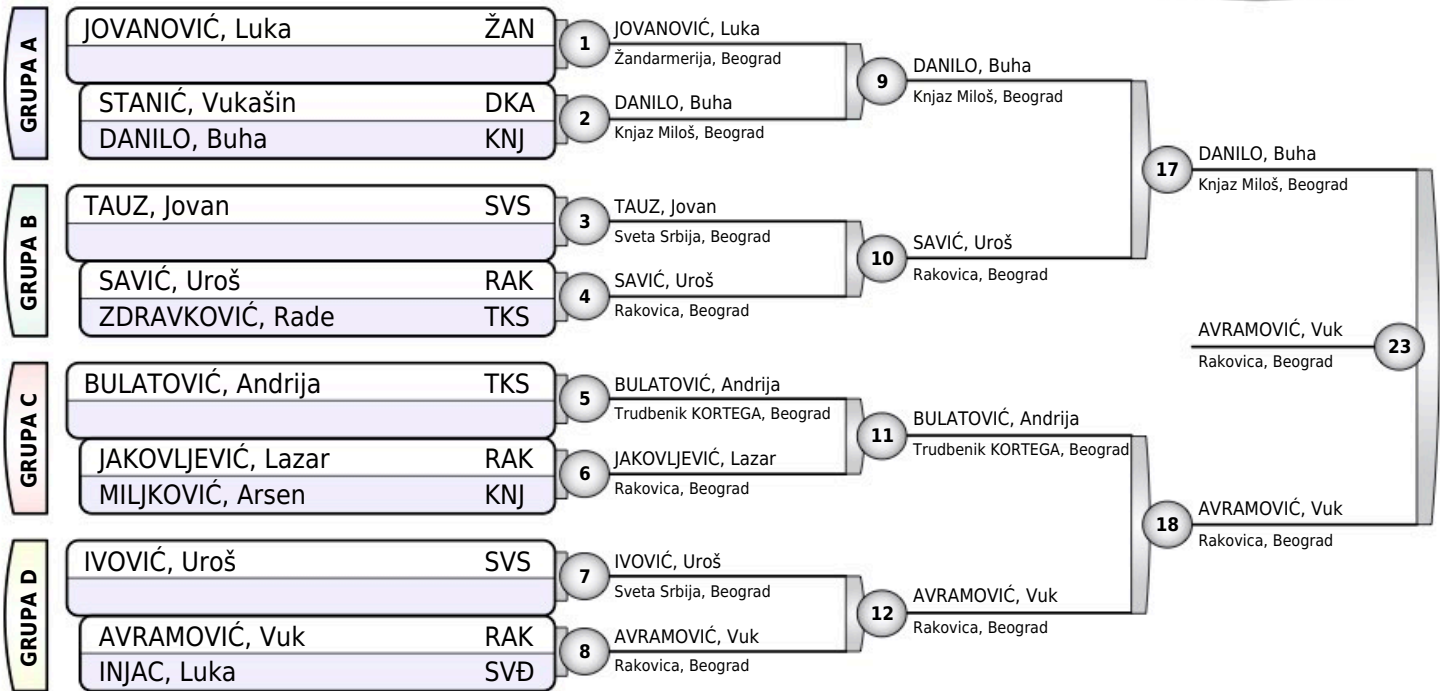 GRUPA A
JOVANOVIĆ, Luka ŽAN
STANIĆ, Vukašin DKA
DANILO, Buha KNJ
GRUPA B
TAUZ, Jovan SVS
SAVIĆ, Uroš RAK
ZDRAVKOVIĆ, Rade TKS
GRUPA C
BULATOVIĆ, Andrija TKS
JAKOVLJEVIĆ, Lazar RAK
MILJKOVIĆ, Arsen KNJ
GRUPA D
IVOVIĆ, Uroš SVS
AVRAMOVIĆ, Vuk RAK
INJAC, Luka SVĐ
1
JOVANOVIĆ, Luka
Žandarmerija, Beograd
2
DANILO, Buha
Knjaz Miloš, Beograd
3
TAUZ, Jovan
Sveta Srbija, Beograd
4
SAVIĆ, Uroš
Rakovica, Beograd
5
BULATOVIĆ, Andrija
Trudbenik KORTEGA, Beograd
6
JAKOVLJEVIĆ, Lazar
Rakovica, Beograd
7
IVOVIĆ, Uroš
Sveta Srbija, Beograd
8
AVRAMOVIĆ, Vuk
Rakovica, Beograd
9
DANILO, Buha
Knjaz Miloš, Beograd
10
SAVIĆ, Uroš
Rakovica, Beograd
11
BULATOVIĆ, Andrija
Trudbenik KORTEGA, Beograd
12
AVRAMOVIĆ, Vuk
Rakovica, Beograd
17
DANILO, Buha
Knjaz Miloš, Beograd
18
AVRAMOVIĆ, Vuk
Rakovica, Beograd
AVRAMOVIĆ, Vuk
Rakovica, Beograd
23